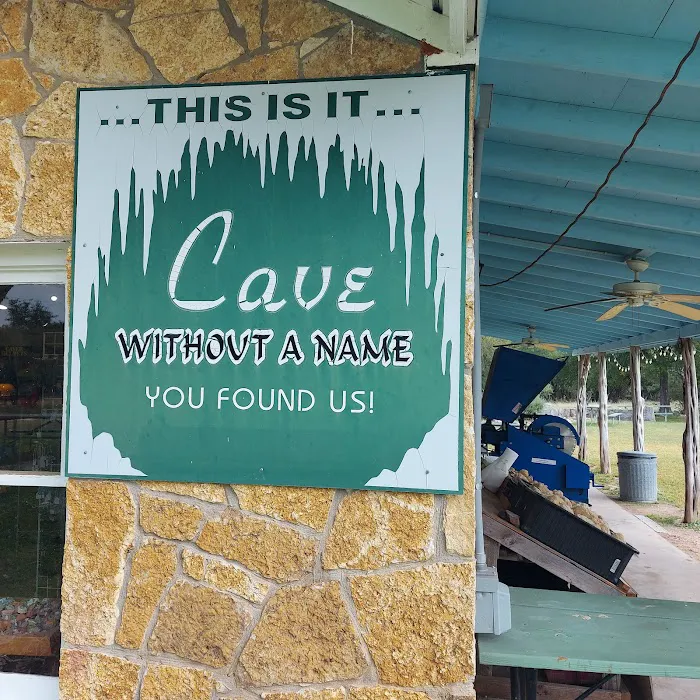 ...THIS IS IT...
Cave
WITHOUT A NAME
YOU FOUND US!